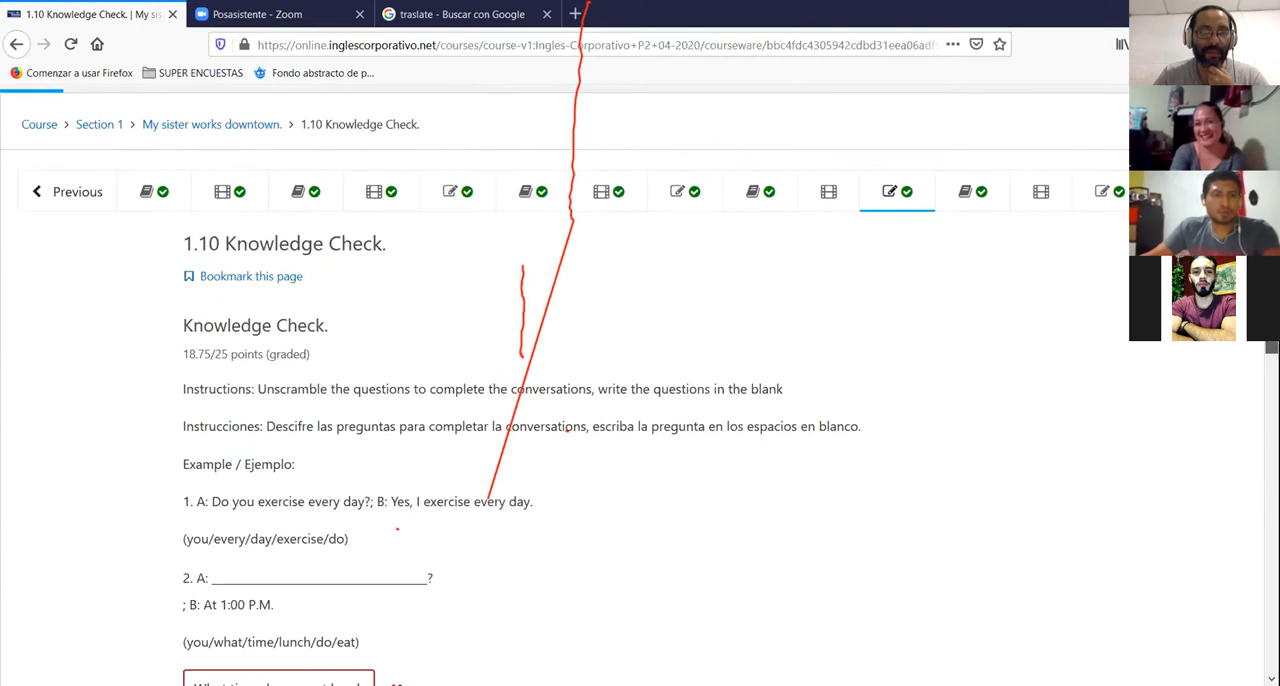 1.10 Knowledge Check. | My sis
Posasistente - Zoom
traslate - Buscar con Google
https://online.inglescorporativo.net/courses/course-v1:Ingles-Corporativo+P2+04-2020/courseware/bbc4fdc4305942cdbd31eea06adf
Comenzar a usar Firefox
SUPER ENCUESTAS
Fondo abstracto de p...
Course > Section 1 > My sister works downtown. > 1.10 Knowledge Check.
Previous
1.10 Knowledge Check.
Bookmark this page
Knowledge Check.
18.75/25 points (graded)
Instructions: Unscramble the questions to complete the conversations, write the questions in the blank
Instrucciones: Descifre las preguntas para completar la conversations, escriba la pregunta en los espacios en blanco.
Example / Ejemplo:
1. A: Do you exercise every day?; B: Yes, I exercise every day.
(you/every/day/exercise/do)
2. A: ______________________________?
; B: At 1:00 P.M.
(you/what/time/lunch/do/eat)